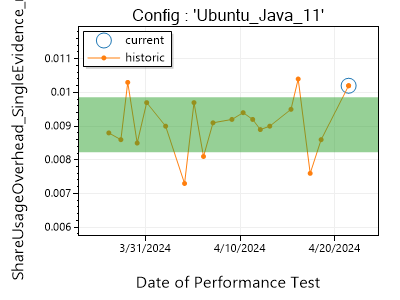 Config : 'Ubuntu_Java_11'
current
historic
ShareUsageOverhead_SingleEvidence_
0.011
0.01
0.009
0.008
0.007
0.006
3/31/2024
4/10/2024
4/20/2024
Date of Performance Test